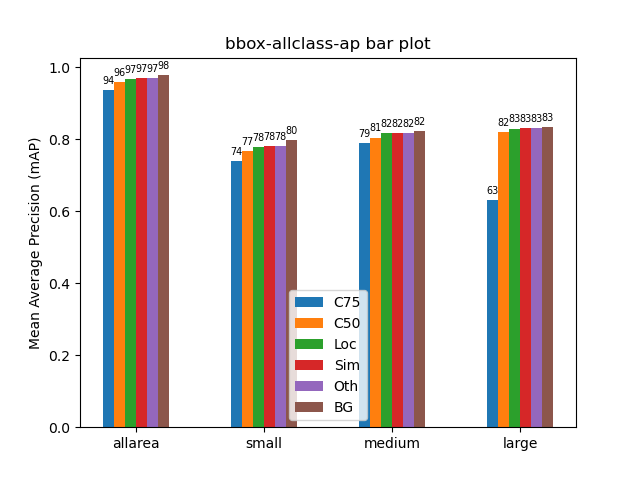 bbox-allclass-ap bar plot
Mean Average Precision (mAP)
1.0
0.8
0.6
0.4
0.2
0.0
94 96 97 97 97 98
74 77 78 78 78 80
79 81 82 82 82 82
63 82 83 83 83 83
C75
C50
Loc
Sim
Oth
BG
allarea small medium large